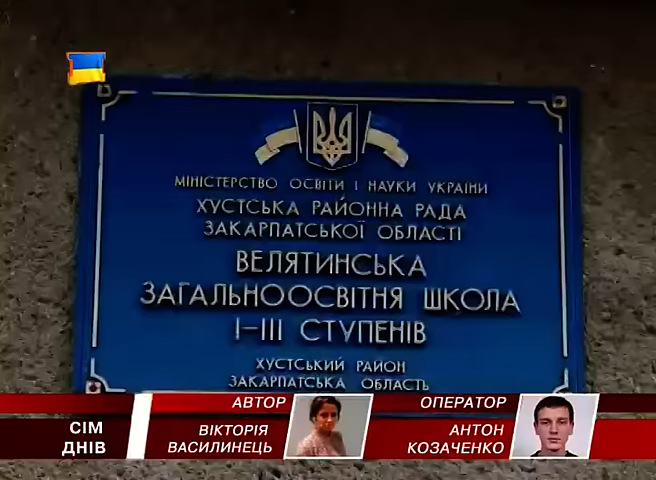 МІНІСТЕРСТВО ОСВІТИ І НАУКИ УКРАЇНИ
ХУСТСЬКА РАЙОННА РАДА
ЗАКАРПАТСЬКОЇ ОБЛАСТІ
ВЕЛЯТИНСЬКА
ЗАГАЛЬНООСВІТНЯ ШКОЛА
І–ІІІ СТУПЕНІВ
ХУСТСЬКИЙ РАЙОН
ЗАКАРПАТСЬКА ОБЛАСТЬ
СІМ
ДНІВ
АВТОР
ВІКТОРІЯ
ВАСИЛИНЕЦЬ
ОПЕРАТОР
АНТОН
КОЗАЧЕНКО